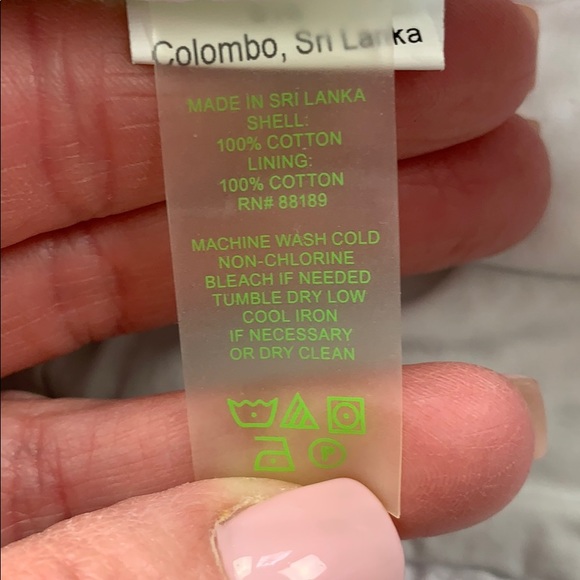 Colombo, Sri Lanka
MADE IN SRI LANKA
SHELL:
100% COTTON
LINING:
100% COTTON
RN# 88189
MACHINE WASH COLD
NON-CHLORINE
BLEACH IF NEEDED
TUMBLE DRY LOW
COOL IRON
IF NECESSARY
OR DRY CLEAN